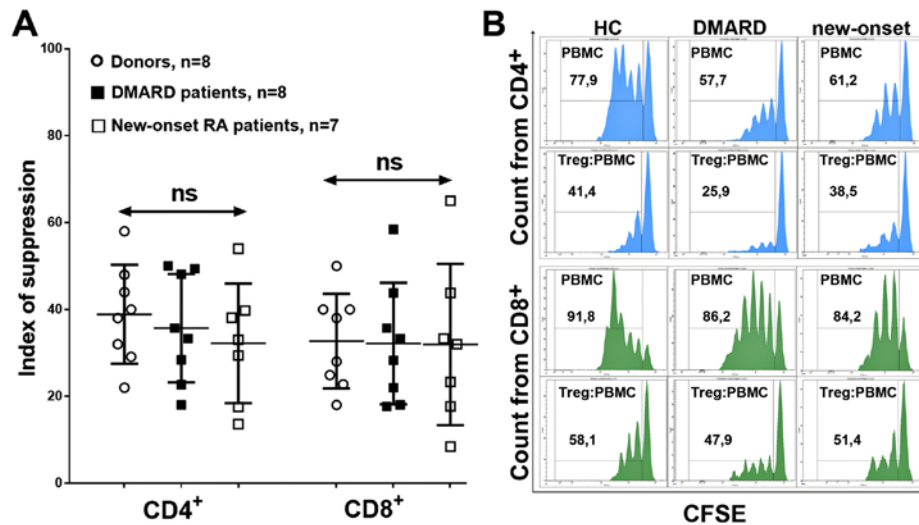 A
Index of suppression
100
80
60
40
20
0
Donors, n=8
DMARD patients, n=8
New-onset RA patients, n=7
ns
ns
CD4+
CD8+
B
HC DMARD new-onset
Count from CD4+
PBMC PBMC PBMC
77,9 57,7 61,2
Treg:PBMC Treg:PBMC Treg:PBMC
41,4 25,9 38,5
Count from CD8+
PBMC PBMC PBMC
91,8 86,2 84,2
Treg:PBMC Treg:PBMC Treg:PBMC
58,1 47,9 51,4
CFSE